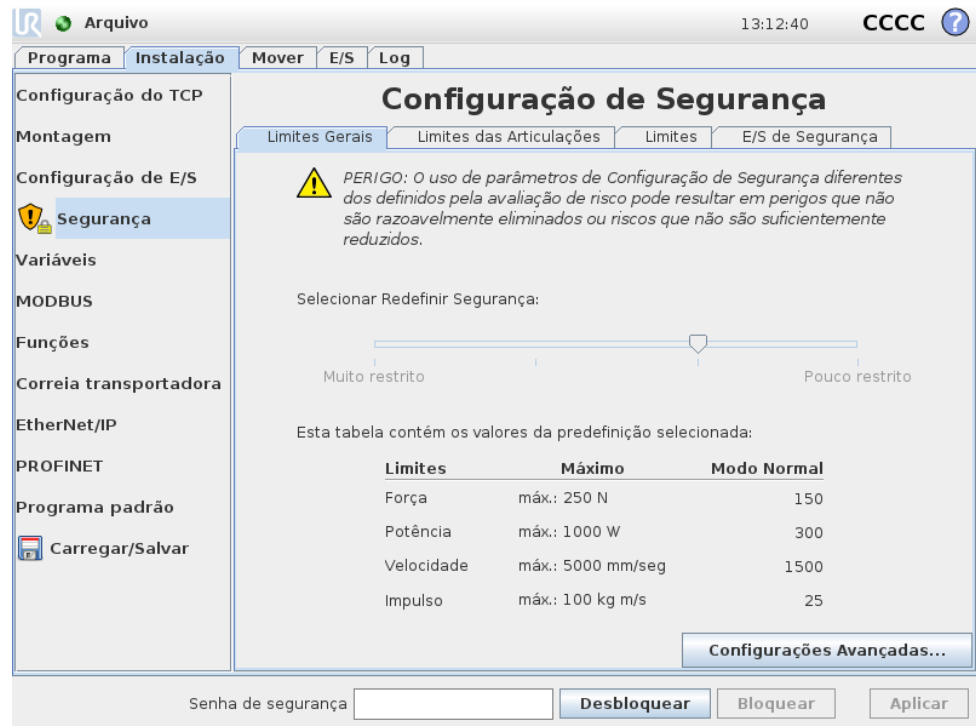 Arquivo 13:12:40 CCCC ?
Programa Instalação Mover E/S Log
Configuração do TCP
Montagem
Configuração de E/S
Segurança
Variáveis
MODBUS
Funções
Correia transportadora
EtherNet/IP
PROFINET
Programa padrão
Carregar/Salvar
Configuração de Segurança
Limites Gerais Limites das Articulações Limites E/S de Segurança
PERIGO: O uso de parâmetros de Configuração de Segurança diferentes
dos definidos pela avaliação de risco pode resultar em perigos que não
são razoavelmente eliminados ou riscos que não são suficientemente
reduzidos.
Selecionar Redefinir Segurança:
Muito restrito Pouco restrito
Esta tabela contém os valores da predefinição selecionada:
Limites Máximo Modo Normal
Força máx.: 250 N 150
Potência máx.: 1000 W 300
Velocidade máx.: 5000 mm/seg 1500
Impulso máx.: 100 kg m/s 25
Configurações Avançadas...
Senha de segurança Desbloquear Bloquear Aplicar